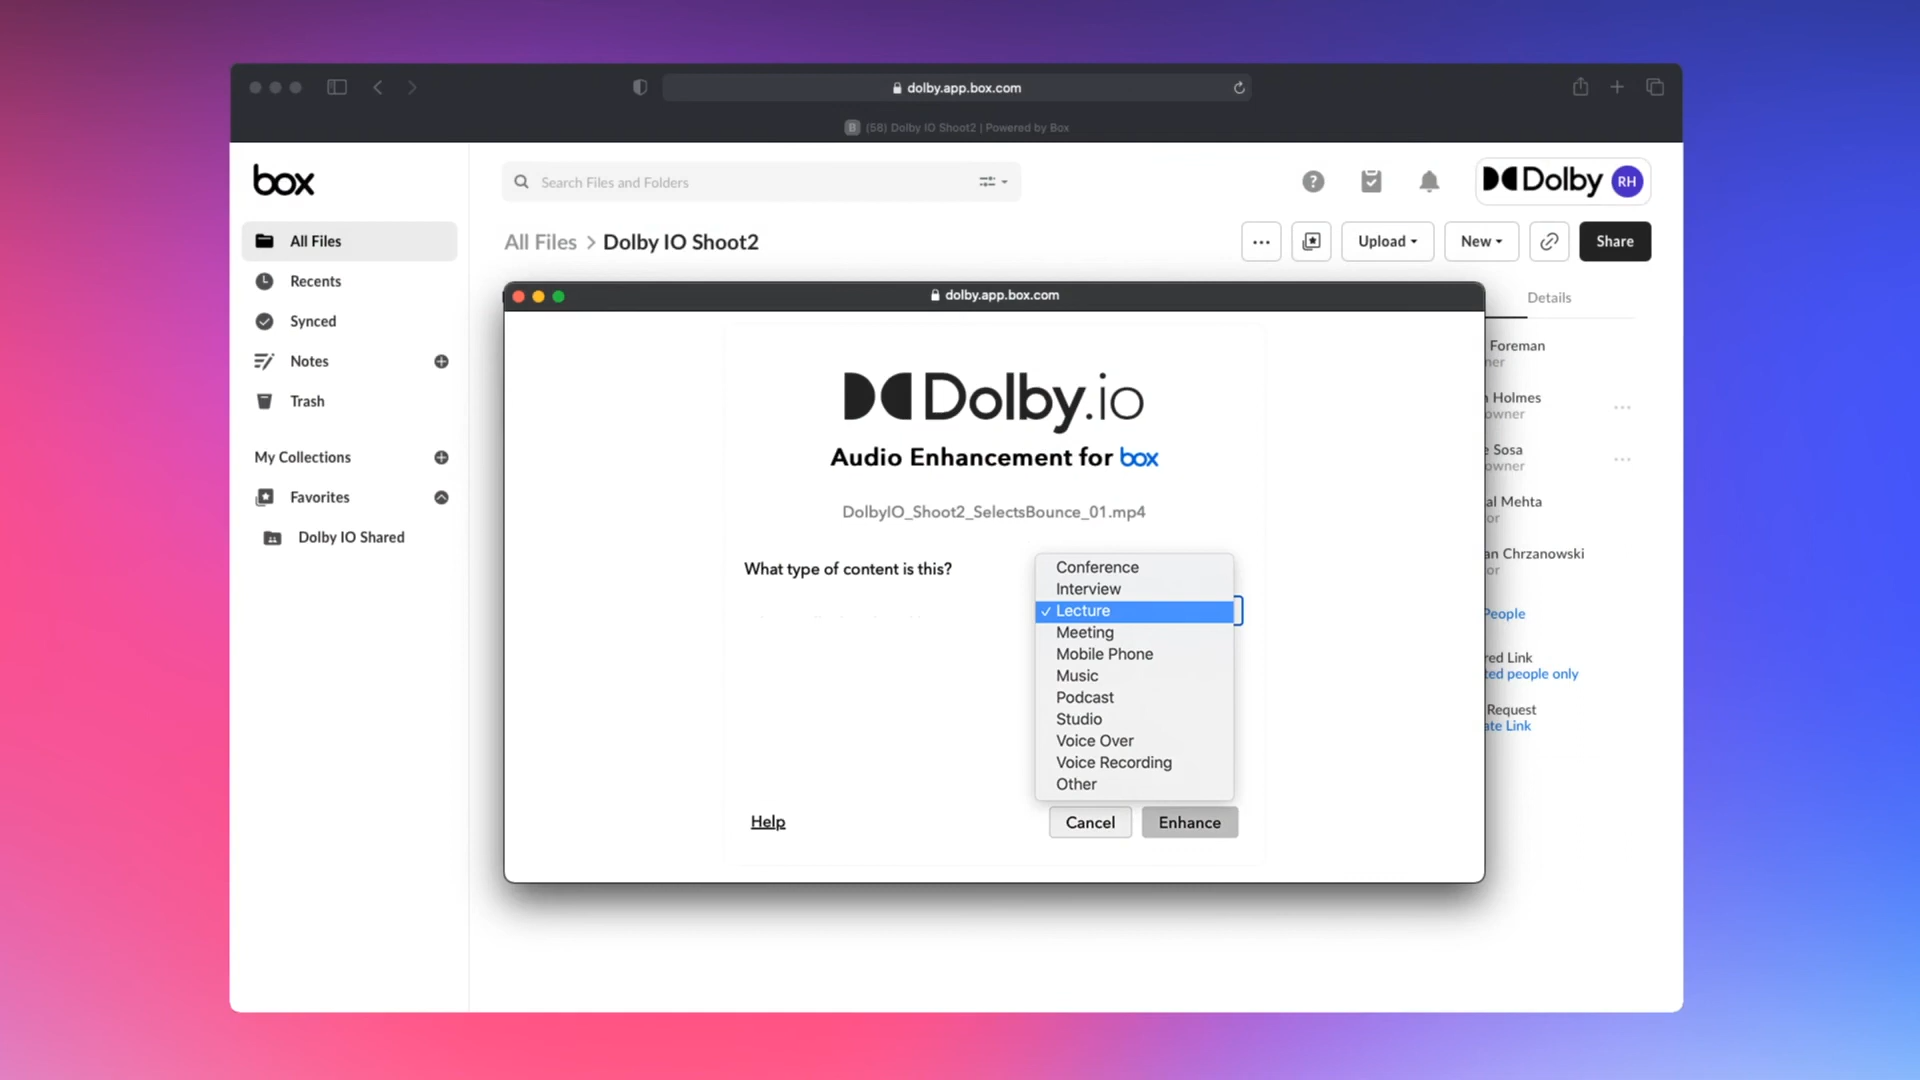 dolby.app.box.com
B (58) Dolby IO Shoot2 | Powered by Box
box
Search Files and Folders
?
Dolby RH
All Files
Recents
Synced
Notes
Trash
My Collections
Favorites
Dolby IO Shared
All Files > Dolby IO Shoot2
Upload
New
Share
Details
dolby.app.box.com
Dolby.io
Audio Enhancement for box
DolbyIO_Shoot2_SelectsBounce_01.mp4
What type of content is this?
Conference
Interview
✓ Lecture
Meeting
Mobile Phone
Music
Podcast
Studio
Voice Over
Voice Recording
Other
Help
Cancel
Enhance
Foreman
Holmes
owner
Sosa
owner
Mehta
Chrzanowski
People
Link
people only
Request
Link